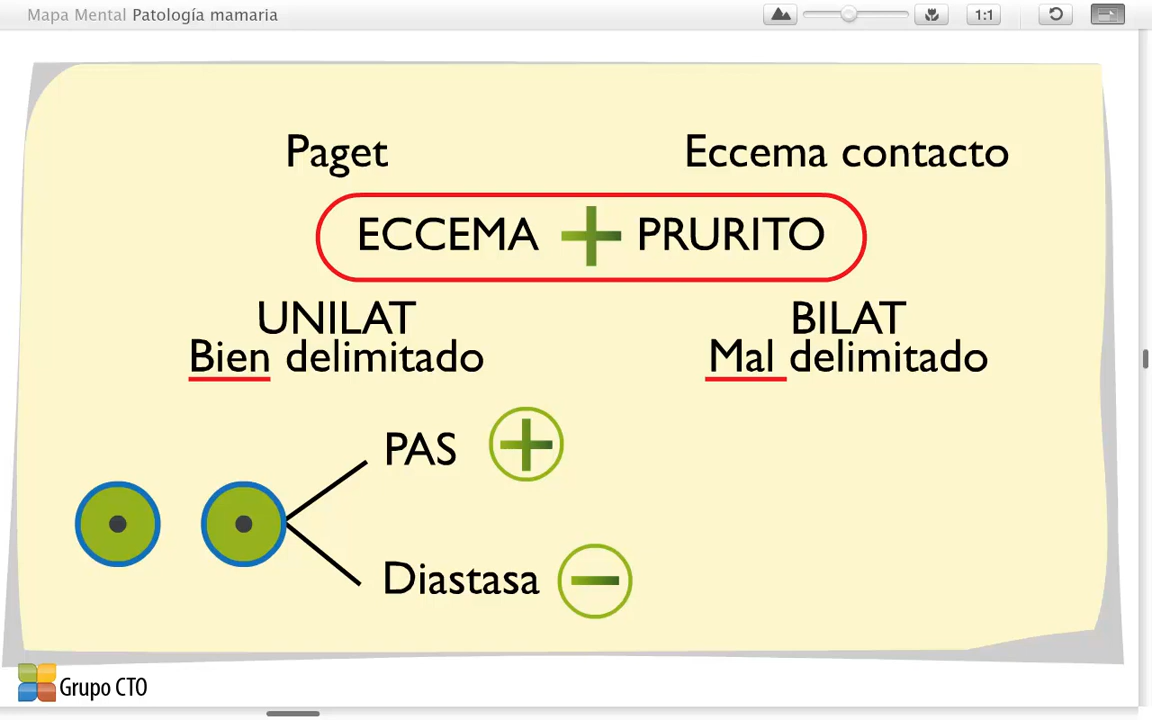 Mapa Mental Patología mamaria
1:1
Paget
Eccema contacto
ECCEMA + PRURITO
UNILAT
Bien delimitado
BILAT
Mal delimitado
PAS +
Diastasa −
Grupo CTO